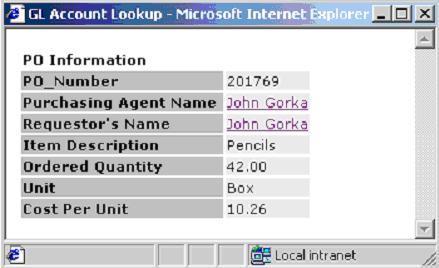 GL Account Lookup - Microsoft Internet Explorer
PO Information
PO_Number 201769
Purchasing Agent Name John Gorka
Requestor's Name John Gorka
Item Description Pencils
Ordered Quantity 42.00
Unit Box
Cost Per Unit 10.26
Local intranet